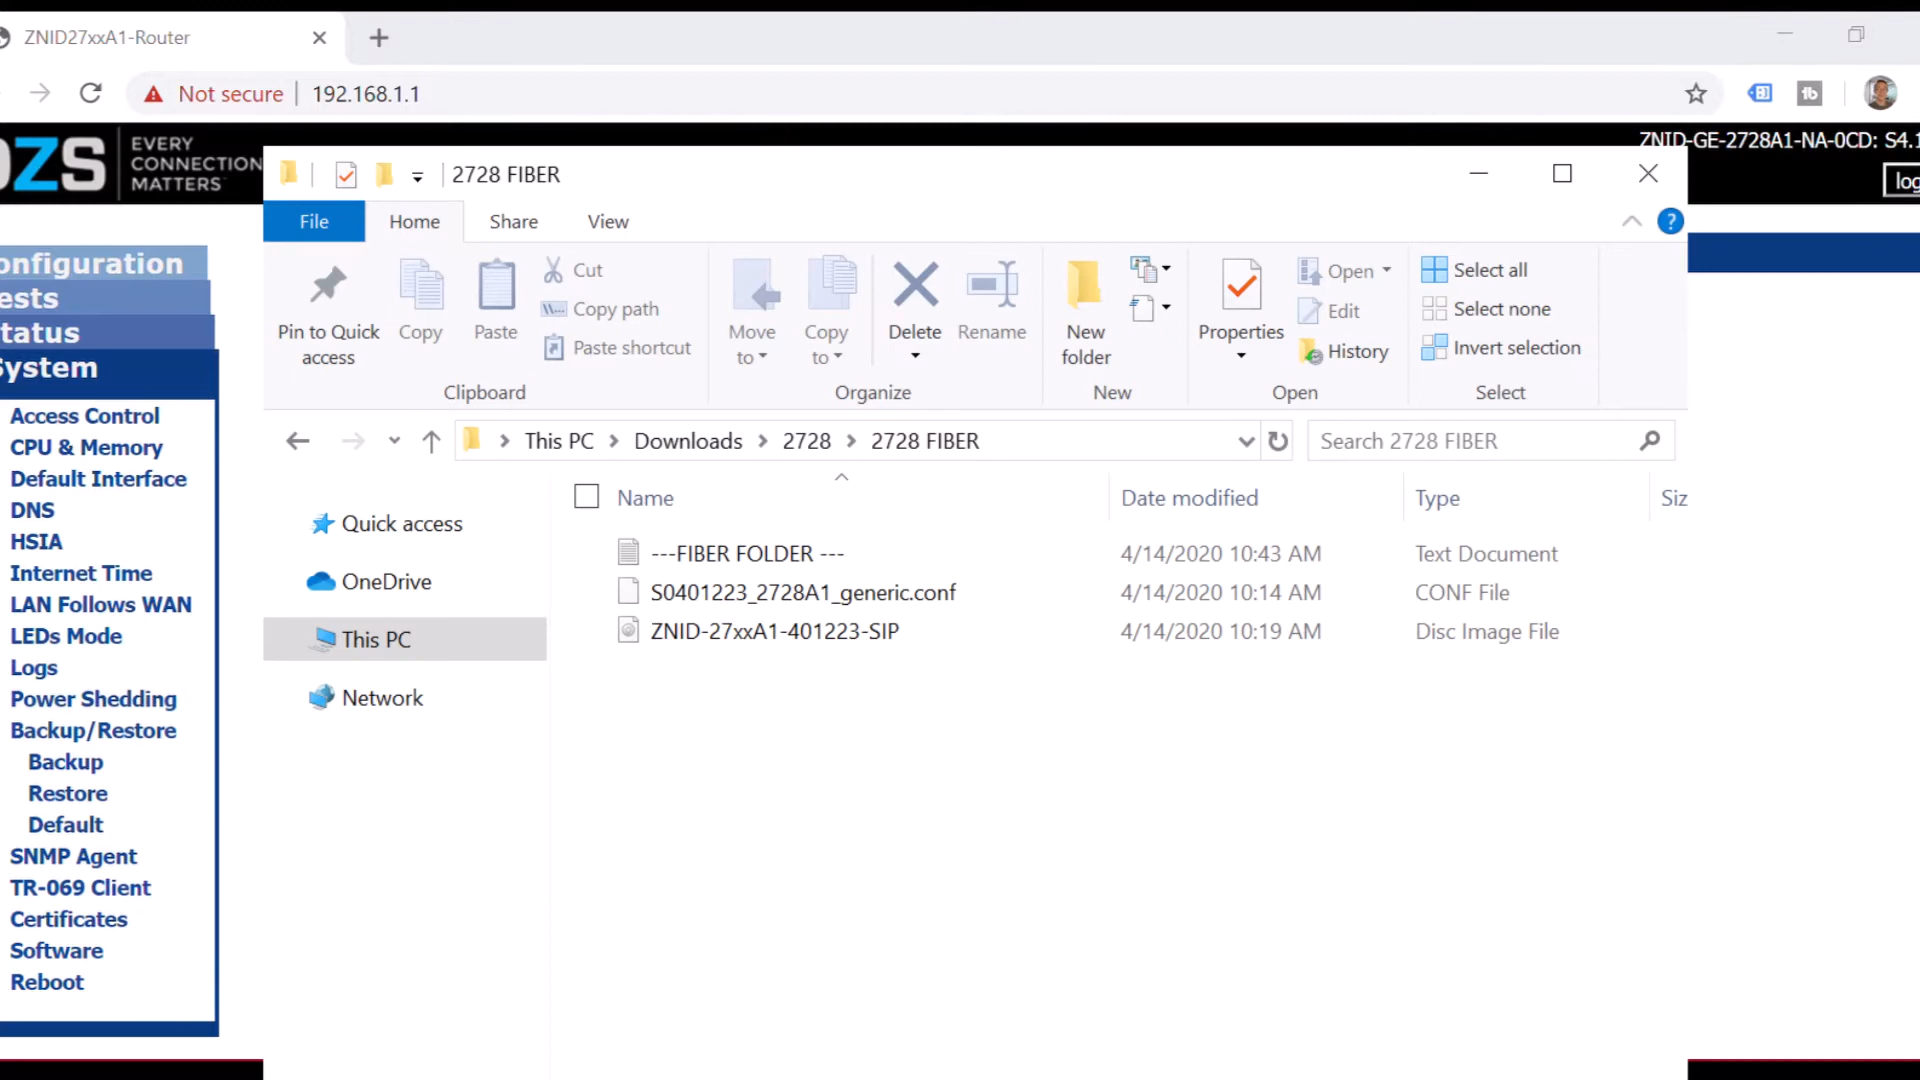 ZNID27xxA1-Router
Not secure
192.168.1.1
ZS
EVERY
CONNECTION
MATTERS
ZNID-GE-2728A1-NA-0CD: S4.1
log
2728 FIBER
File
Home
Share
View
Pin to Quick
access
Copy
Paste
Cut
Copy path
Paste shortcut
Clipboard
Move
to
Copy
to
Delete
Rename
Organize
New
folder
New
Properties
Open
Edit
History
Open
Select all
Select none
Invert selection
Select
This PC
Downloads
2728
2728 FIBER
Search 2728 FIBER
Name
Date modified
Type
Siz
---FIBER FOLDER ---
4/14/2020 10:43 AM
Text Document
S0401223_2728A1_generic.conf
4/14/2020 10:14 AM
CONF File
ZNID-27xxA1-401223-SIP
4/14/2020 10:19 AM
Disc Image File
Quick access
OneDrive
This PC
Network
onfiguration
ests
tatus
System
Access Control
CPU & Memory
Default Interface
DNS
HSIA
Internet Time
LAN Follows WAN
LEDs Mode
Logs
Power Shedding
Backup/Restore
Backup
Restore
Default
SNMP Agent
TR-069 Client
Certificates
Software
Reboot